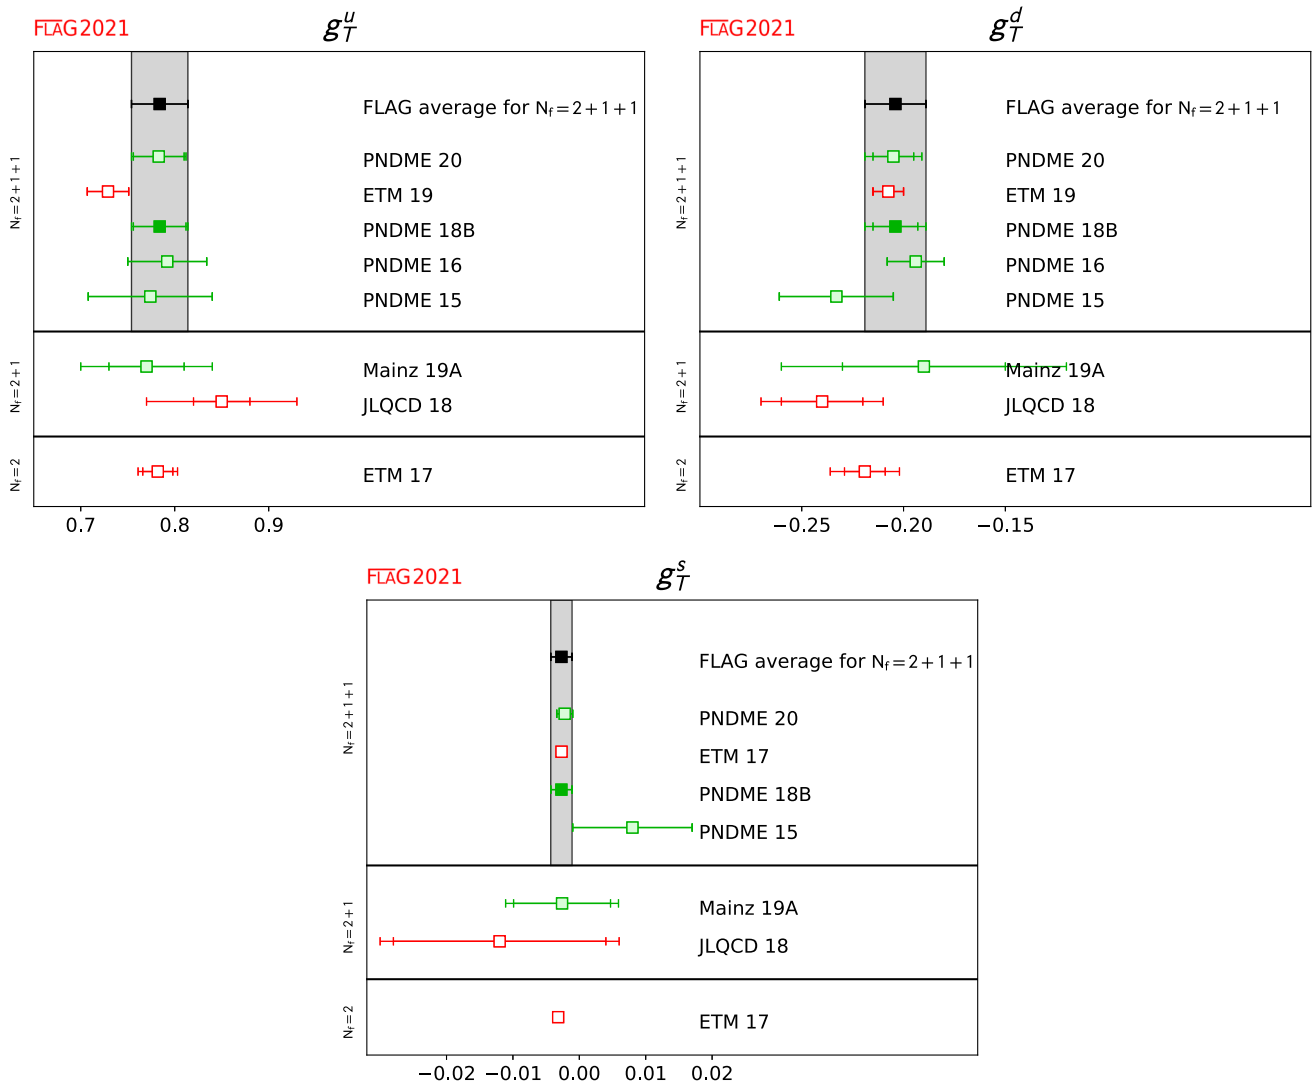 FLAG2021
g_T^u
N_f=2+1+1
FLAG average for N_f=2+1+1
PNDME 20
ETM 19
PNDME 18B
PNDME 16
PNDME 15
N_f=2+1
Mainz 19A
JLQCD 18
N_f=2
ETM 17
0.7 0.8 0.9
FLAG2021
g_T^d
N_f=2+1+1
FLAG average for N_f=2+1+1
PNDME 20
ETM 19
PNDME 18B
PNDME 16
PNDME 15
N_f=2+1
Mainz 19A
JLQCD 18
N_f=2
ETM 17
−0.25 −0.20 −0.15
FLAG2021
g_T^s
N_f=2+1+1
FLAG average for N_f=2+1+1
PNDME 20
ETM 17
PNDME 18B
PNDME 15
N_f=2+1
Mainz 19A
JLQCD 18
N_f=2
ETM 17
−0.02 −0.01 0.00 0.01 0.02